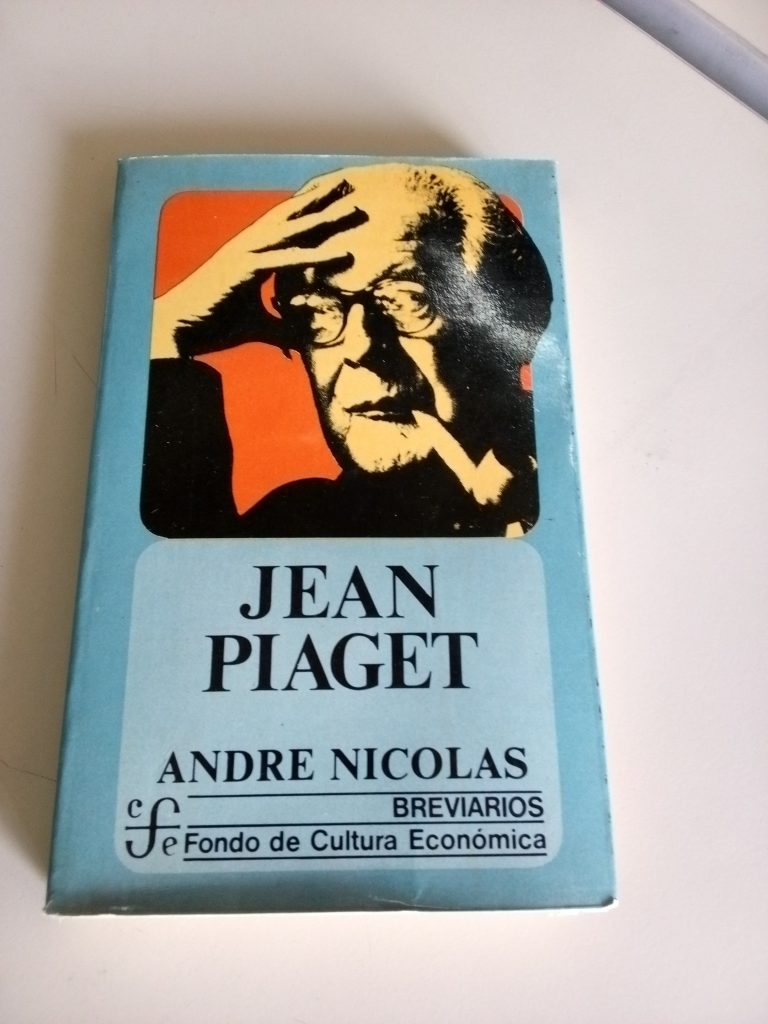 JEAN
PIAGET
ANDRE NICOLAS
BREVIARIOS
cfe
Fondo de Cultura Económica